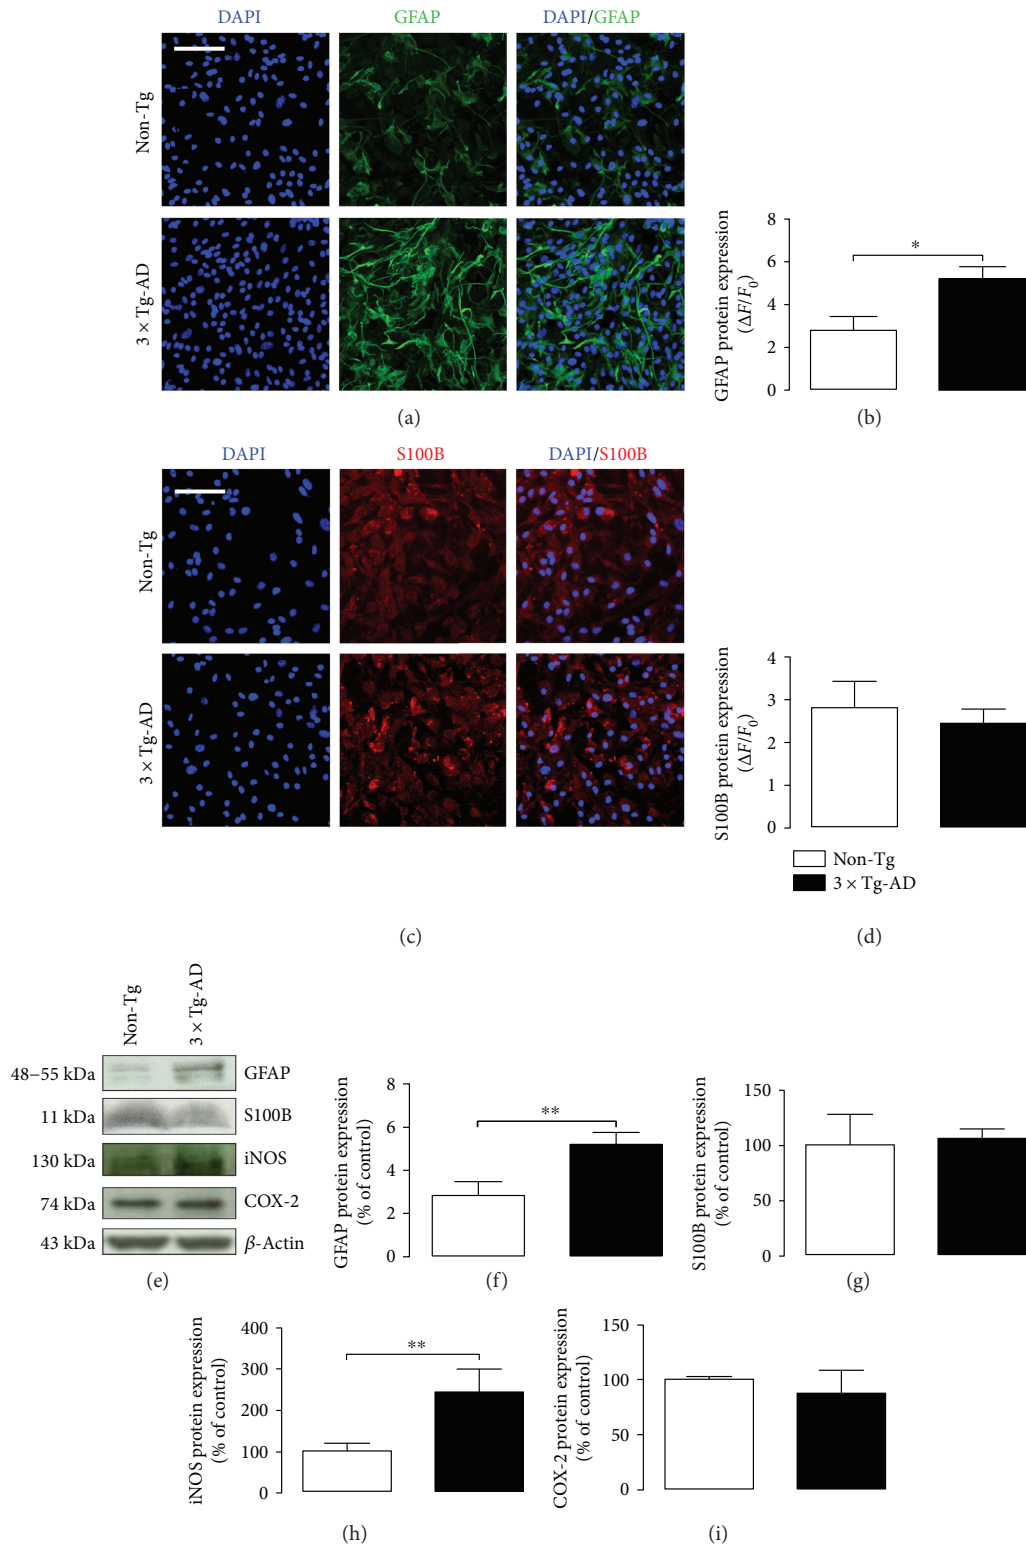 DAPI GFAP DAPI/GFAP
Non-Tg
3 × Tg-AD
(a)
GFAP protein expression
(ΔF/F0)
8
6
4
2
0
*
(b)
DAPI S100B DAPI/S100B
Non-Tg
3 × Tg-AD
(c)
S100B protein expression
(ΔF/F0)
4
3
2
1
0
Non-Tg
3 × Tg-AD
(d)
Non-Tg
3 × Tg-AD
48–55 kDa GFAP
11 kDa S100B
130 kDa iNOS
74 kDa COX-2
43 kDa β-Actin
(e)
GFAP protein expression
(% of control)
8
6
4
2
0
**
(f)
S100B protein expression
(% of control)
150
100
50
0
(g)
iNOS protein expression
(% of control)
400
300
200
100
0
**
(h)
COX-2 protein expression
(% of control)
150
100
50
0
(i)